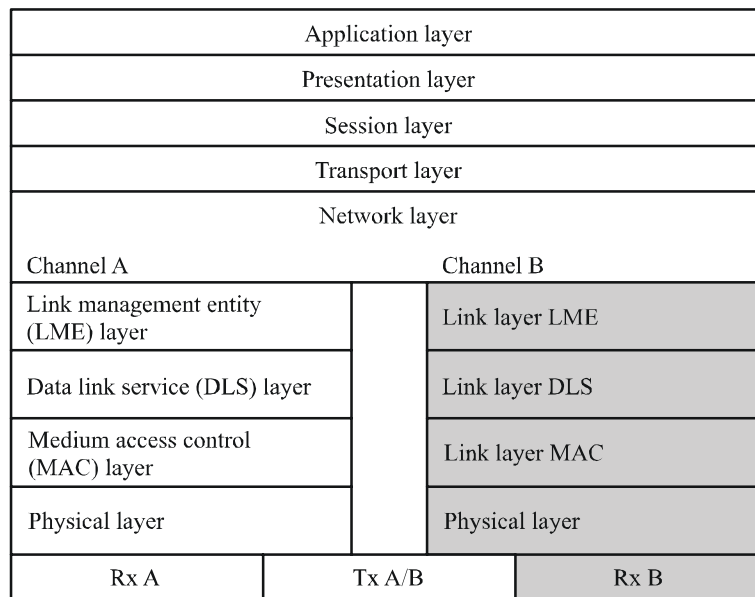 Application layer
Presentation layer
Session layer
Transport layer
Network layer
Channel A
Channel B
Link management entity
(LME) layer
Link layer LME
Data link service (DLS) layer
Link layer DLS
Medium access control
(MAC) layer
Link layer MAC
Physical layer
Physical layer
Rx A
Tx A/B
Rx B